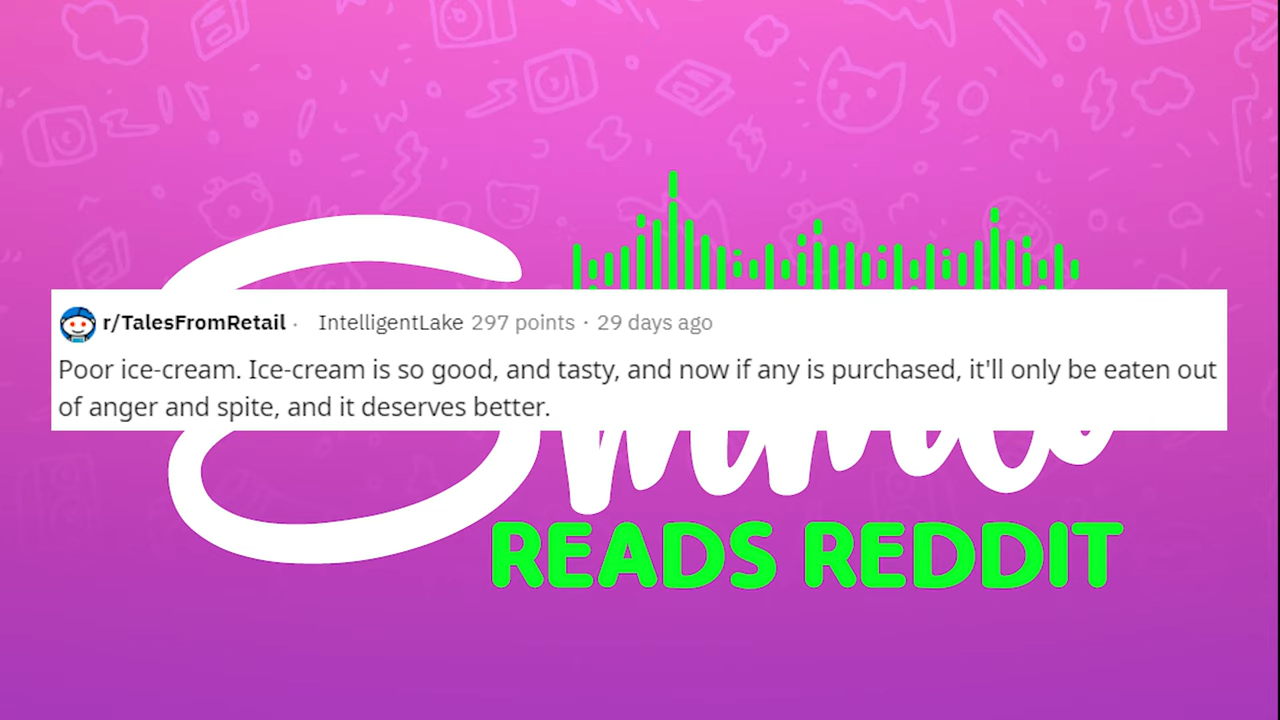 r/TalesFromRetail · IntelligentLake 297 points · 29 days ago
Poor ice-cream. Ice-cream is so good, and tasty, and now if any is purchased, it'll only be eaten out
of anger and spite, and it deserves better.
READS REDDIT